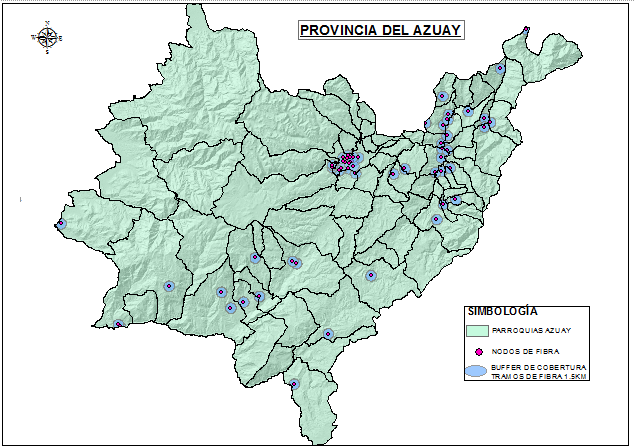 PROVINCIA DEL AZUAY
N
W E
S
SIMBOLOGÍA
PARROQUIAS AZUAY
NODOS DE FIBRA
BUFFER DE COBERTURA
TRAMOS DE FIBRA 1.5KM